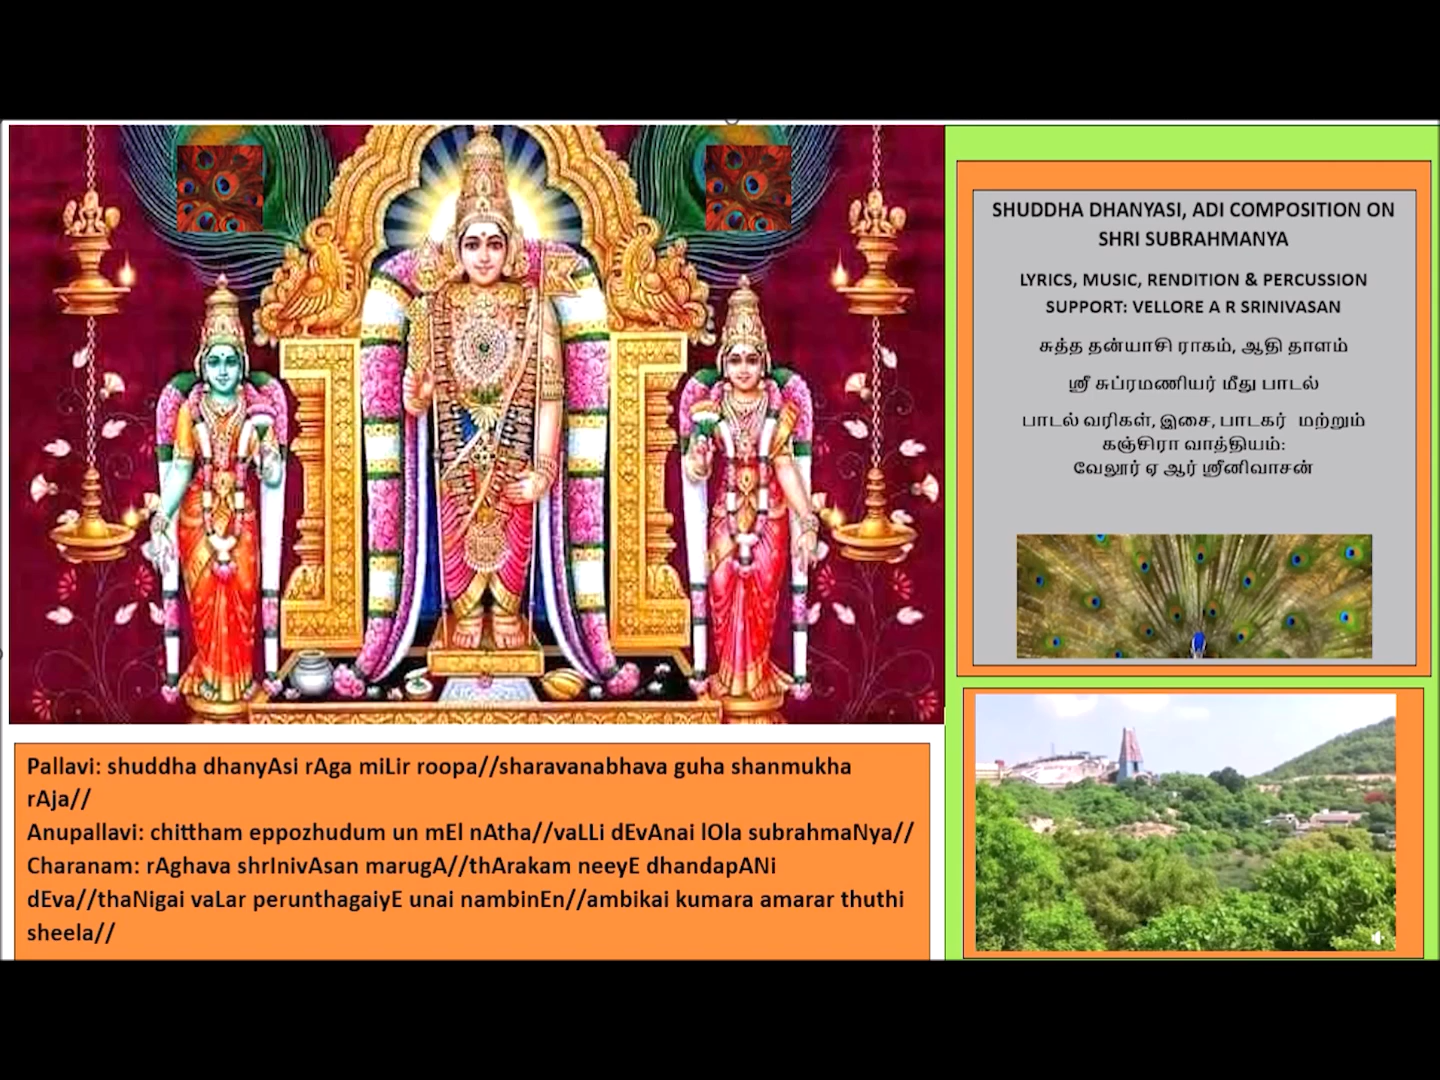 SHUDDHA DHANYASI, ADI COMPOSITION ON
SHRI SUBRAHMANYA
LYRICS, MUSIC, RENDITION & PERCUSSION
SUPPORT: VELLORE A R SRINIVASAN
சுத்த தன்யாசி ராகம், ஆதி தாளம்
ஸ்ரீ சுப்ரமணியர் மீது பாடல்
பாடல் வரிகள், இசை, பாடகர் மற்றும்
கஞ்சிரா வாத்தியம்:
வேலூர் ஏ ஆர் ஸ்ரீனிவாசன்
Pallavi: shuddha dhanyAsi rAga miLir roopa//sharavanabhava guha shanmukha
rAja//
Anupallavi: chittham eppozhudum un mEl nAtha//vaLLi dEvAnai lOla subrahmaNya//
Charanam: rAghava shrInivAsan marugA//thArakam neeyE dhandapANi
dEva//thaNigai vaLar perunthagaiyE unai nambinEn//ambikai kumara amarar thuthi
sheela//